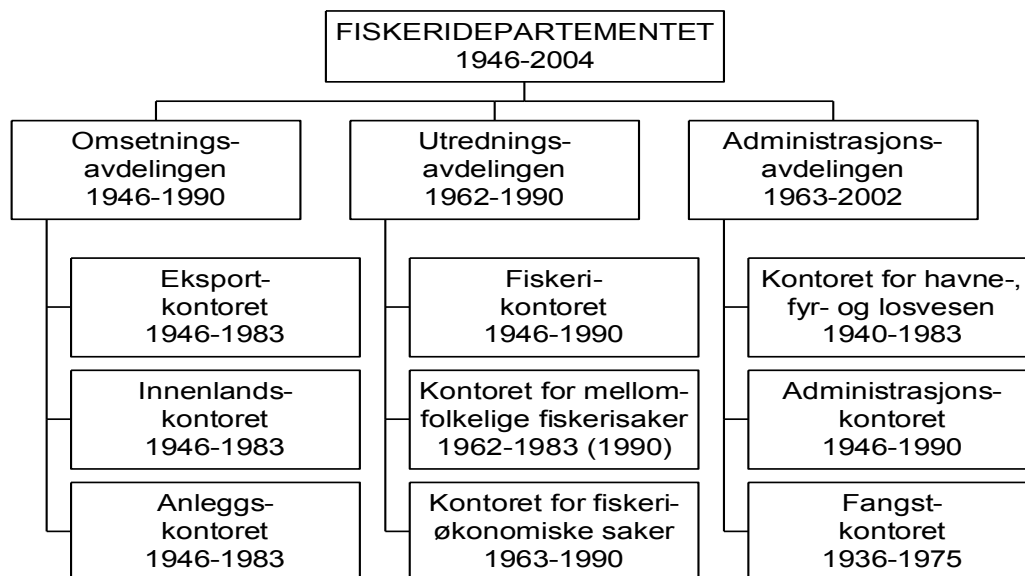 FISKERIDEPARTEMENTET
1946-2004
Omsetnings-
avdelingen
1946-1990
Utrednings-
avdelingen
1962-1990
Administrasjons-
avdelingen
1963-2002
Eksport-
kontoret
1946-1983
Fiskeri-
kontoret
1946-1990
Kontoret for havne-,
fyr- og losvesen
1940-1983
Innenlands-
kontoret
1946-1983
Kontoret for mellom-
folkelige fiskerisaker
1962-1983 (1990)
Administrasjons-
kontoret
1946-1990
Anleggs-
kontoret
1946-1983
Kontoret for fiskeri-
økonomiske saker
1963-1990
Fangst-
kontoret
1936-1975